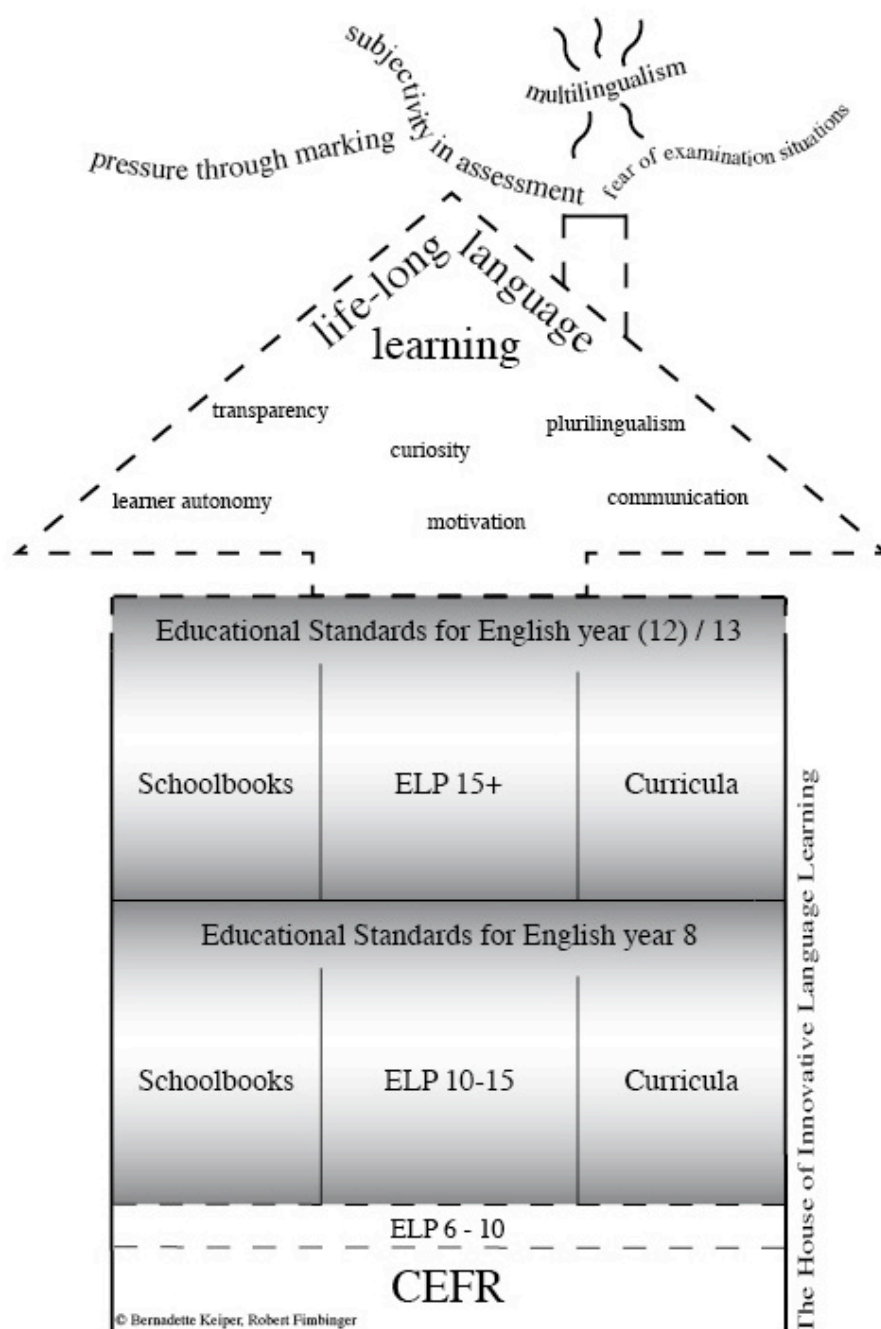 subjectivity in assessment
multilingualism
pressure through marking
fear of examination situations
life-long language
learning
transparency
plurilingualism
curiosity
learner autonomy
communication
motivation
Educational Standards for English year (12) / 13
Schoolbooks
ELP 15+
Curricula
Educational Standards for English year 8
Schoolbooks
ELP 10-15
Curricula
ELP 6 - 10
CEFR
© Bernadette Keiper, Robert Fimbinger
The House of Innovative Language Learning